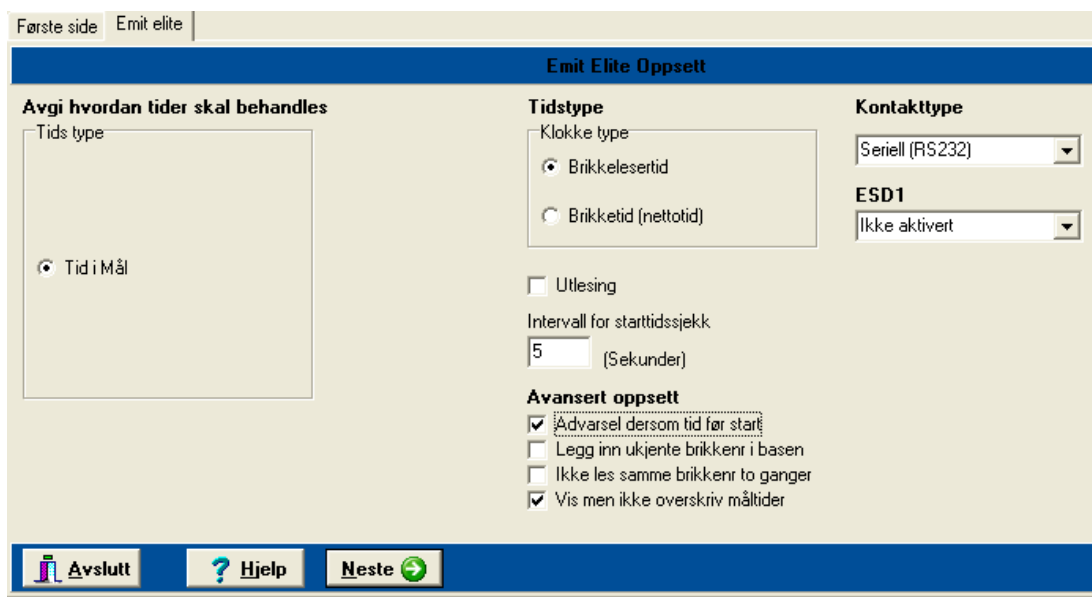 Første side Emit elite
Emit Elite Oppsett
Avgi hvordan tider skal behandles
Tids type
Tid i Mål
Tidstype
Klokke type
Brikkelesertid
Brikketid (nettotid)
Utlesing
Intervall for starttidssjekk
5 (Sekunder)
Avansert oppsett
Advarsel dersom tid før start
Legg inn ukjente brikkenr i basen
Ikke les samme brikkenr to ganger
Vis men ikke overskriv måltider
Kontakttype
Seriell (RS232)
ESD1
Ikke aktivert
Avslutt Hjelp Neste